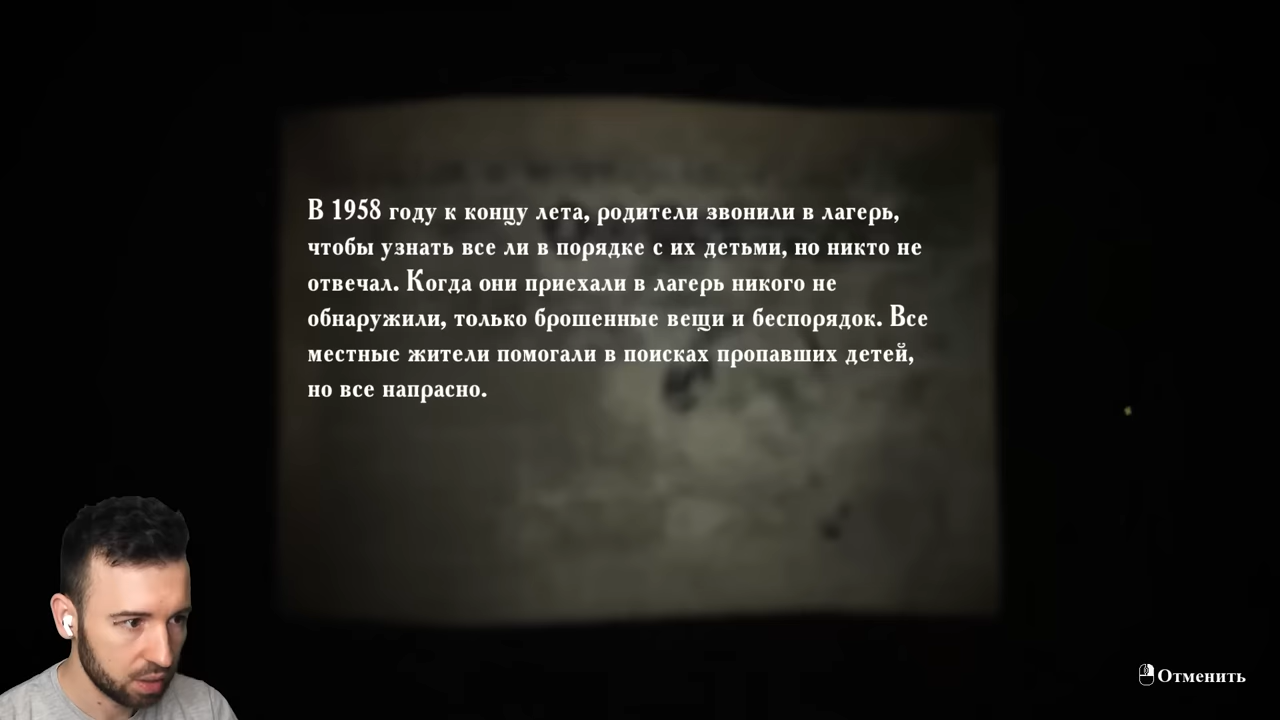 В 1958 году к концу лета, родители звонили в лагерь,
чтобы узнать все ли в порядке с их детьми, но никто не
отвечал. Когда они приехали в лагерь никого не
обнаружили, только брошенные вещи и беспорядок. Все
местные жители помогали в поисках пропавших детей,
но все напрасно.
Отменить